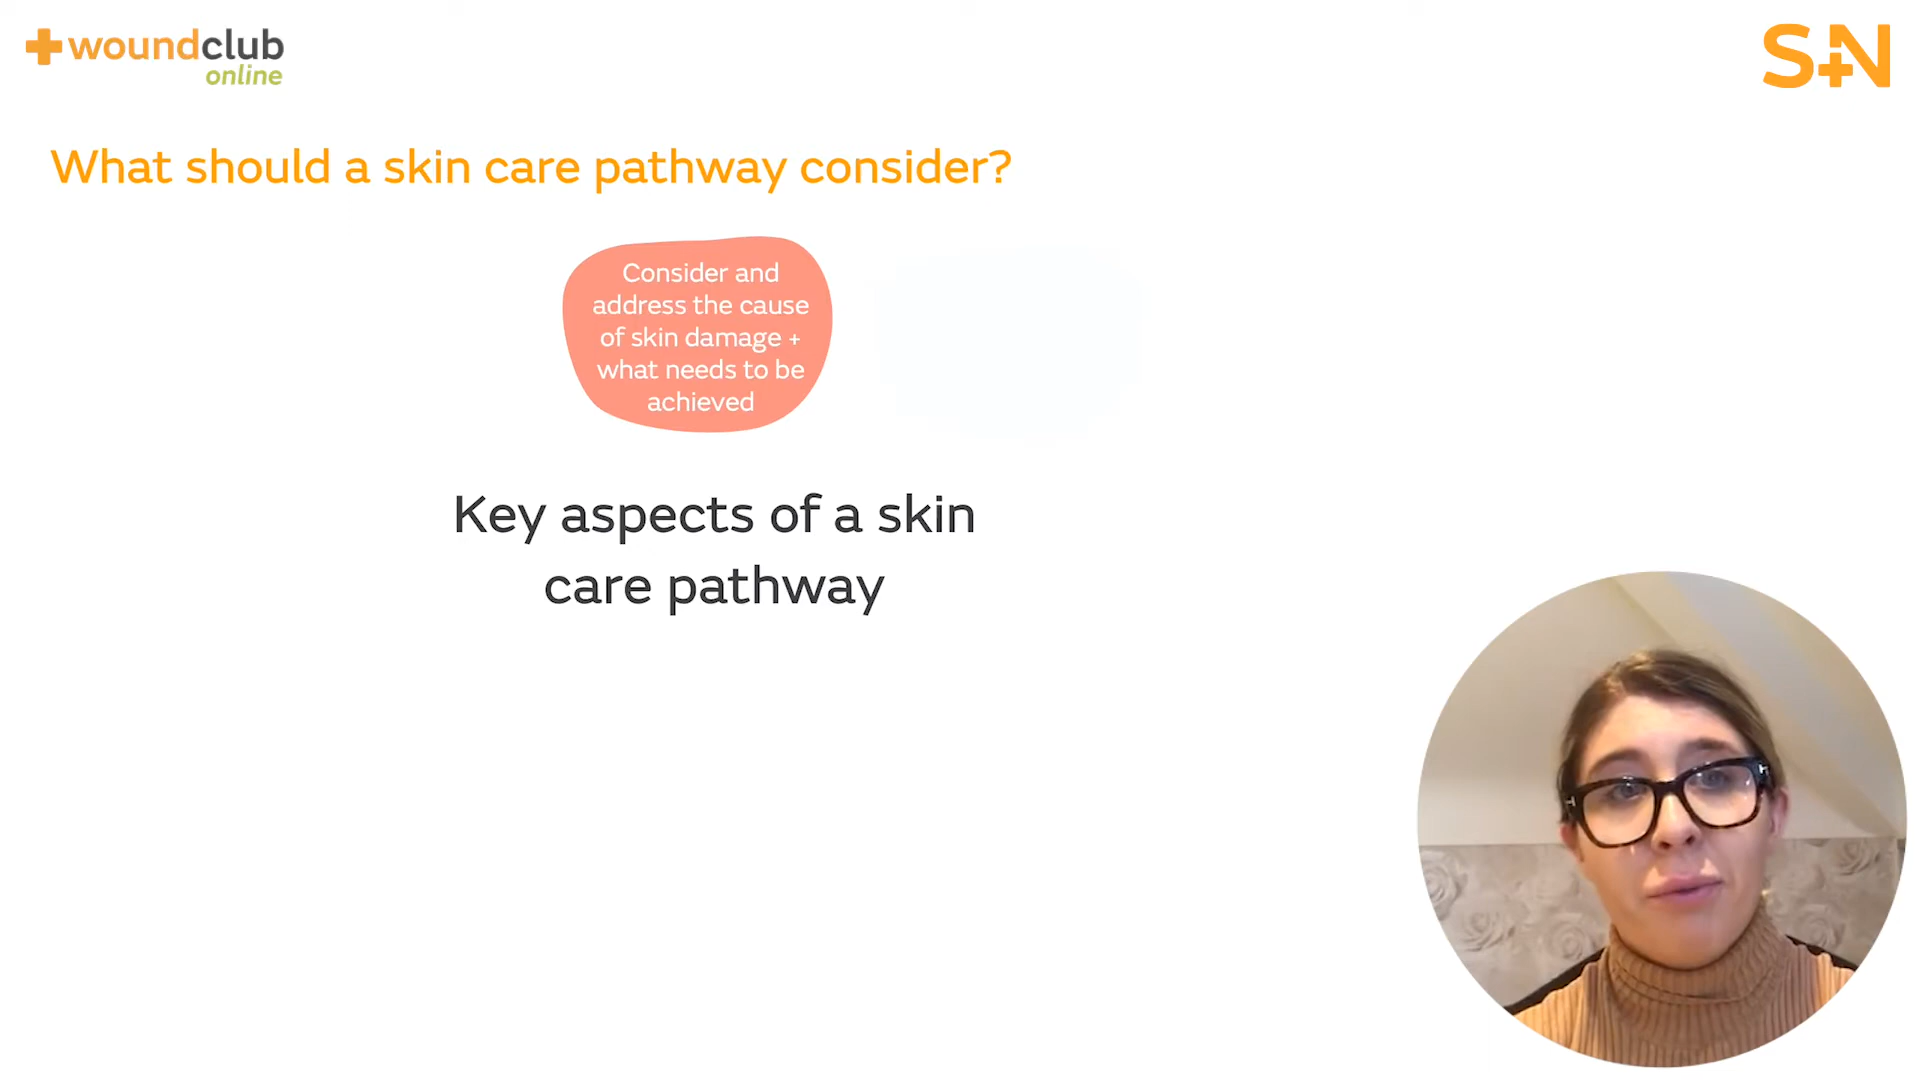 woundclub
online
S+N
What should a skin care pathway consider?
Consider and
address the cause
of skin damage +
what needs to be
achieved
Key aspects of a skin
care pathway